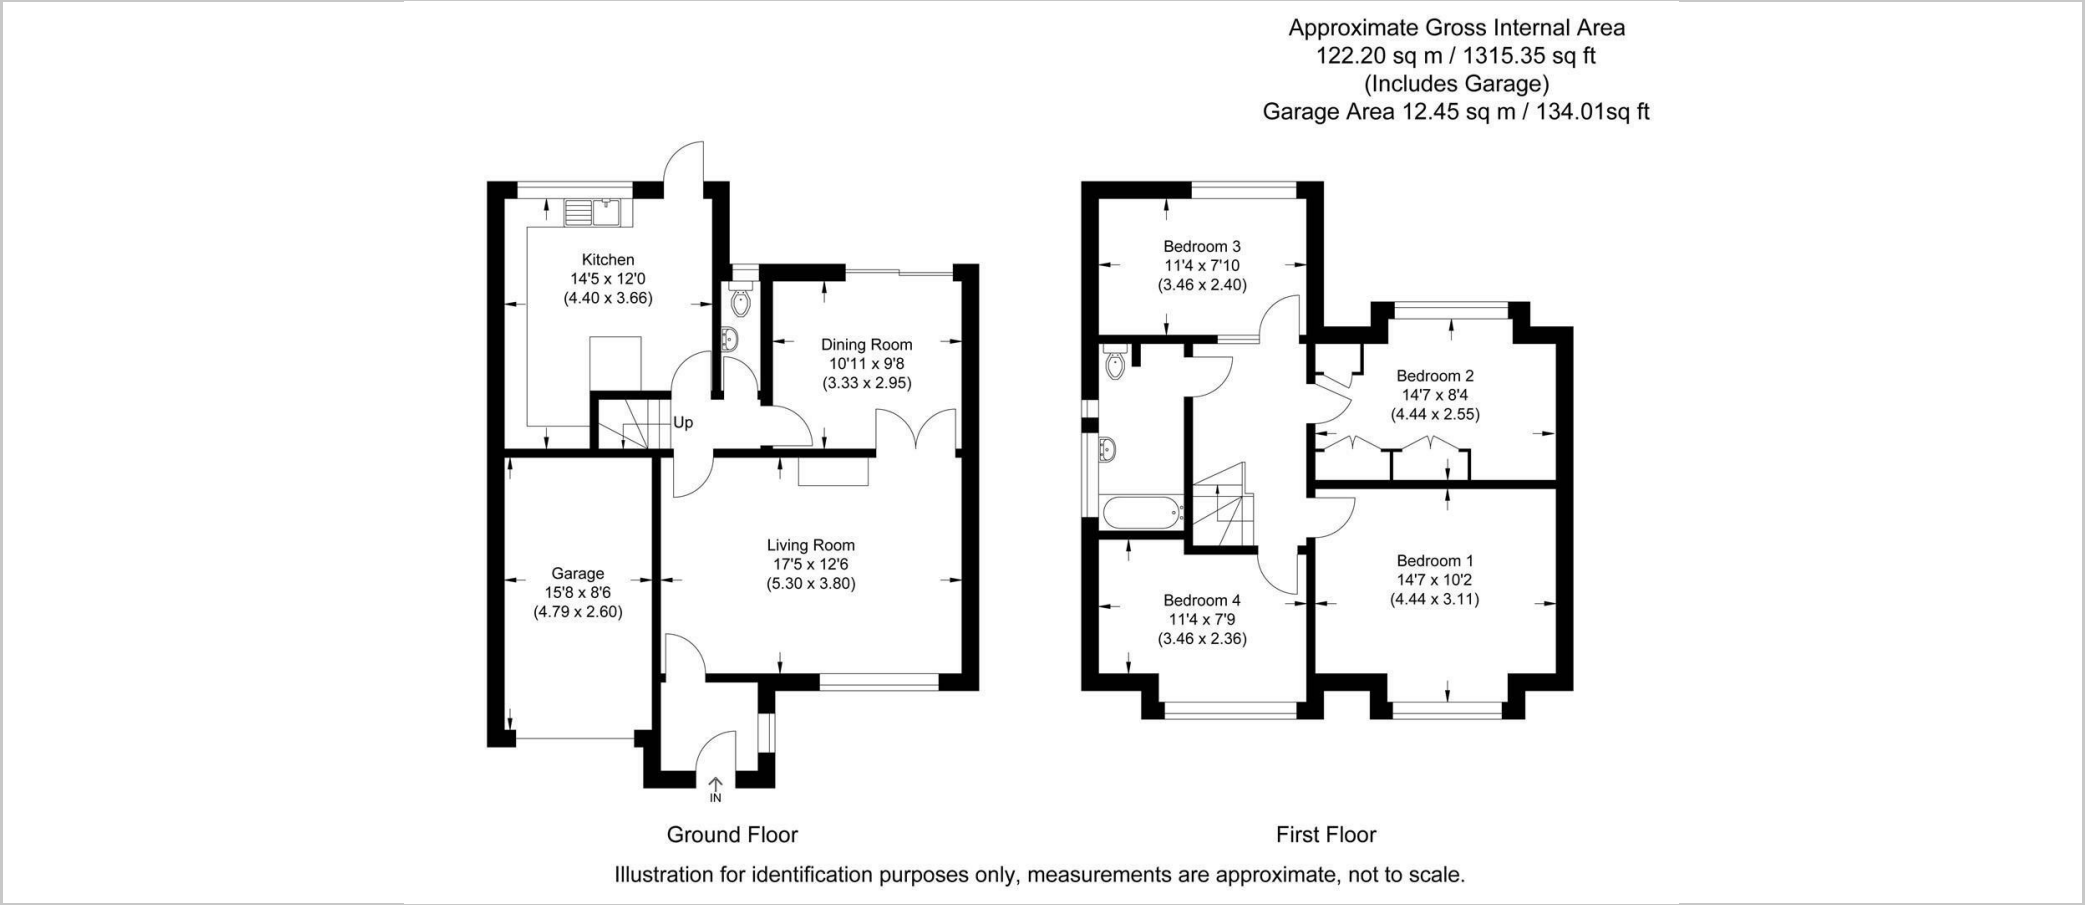 Approximate Gross Internal Area
122.20 sq m / 1315.35 sq ft
(Includes Garage)
Garage Area 12.45 sq m / 134.01sq ft
Kitchen
14'5 x 12'0
(4.40 x 3.66)
Dining Room
10'11 x 9'8
(3.33 x 2.95)
Up
Living Room
17'5 x 12'6
(5.30 x 3.80)
Garage
15'8 x 8'6
(4.79 x 2.60)
IN
Ground Floor
Bedroom 3
11'4 x 7'10
(3.46 x 2.40)
Bedroom 2
14'7 x 8'4
(4.44 x 2.55)
Bedroom 1
14'7 x 10'2
(4.44 x 3.11)
Bedroom 4
11'4 x 7'9
(3.46 x 2.36)
First Floor
Illustration for identification purposes only, measurements are approximate, not to scale.